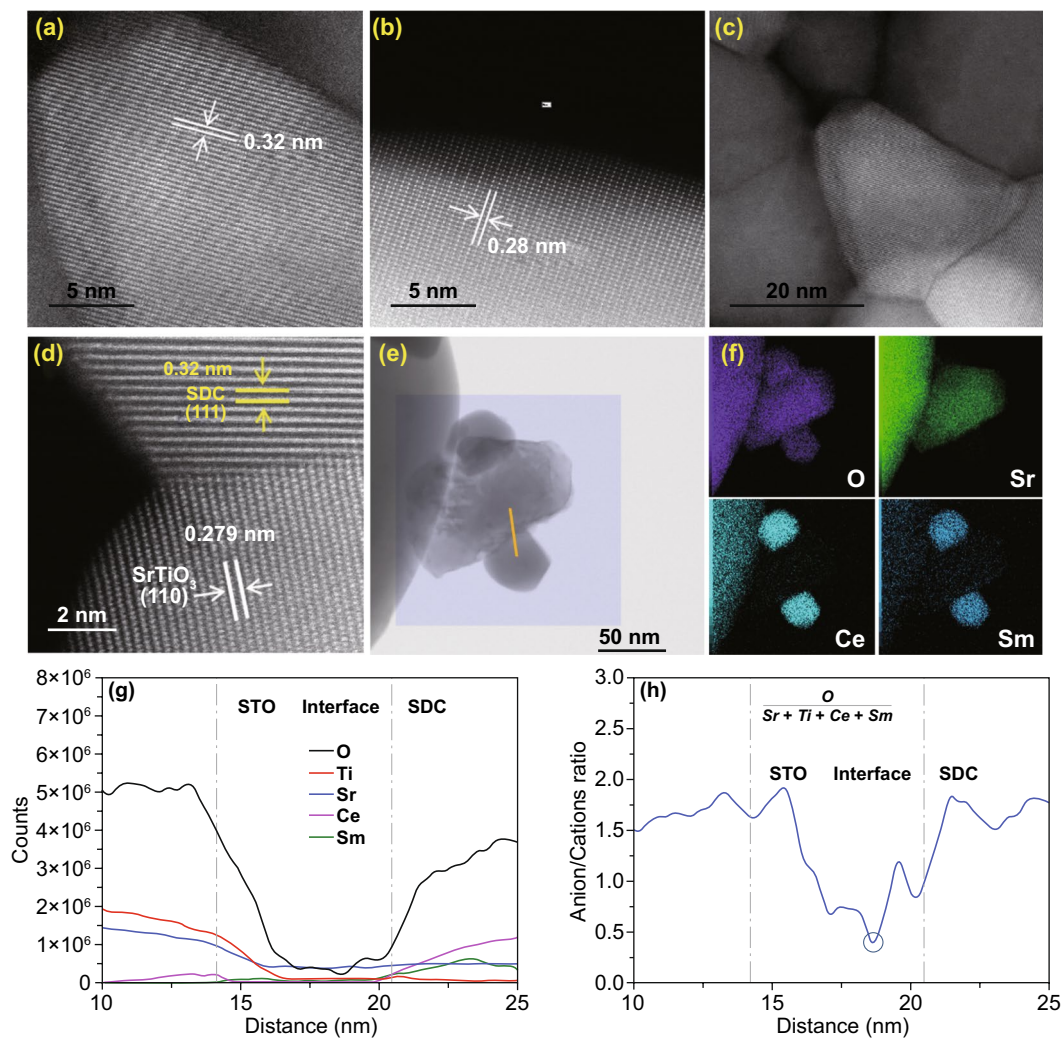 (a)
0.32 nm
5 nm
(b)
0.28 nm
5 nm
(c)
20 nm
(d)
0.32 nm
SDC
(111)
0.279 nm
SrTiO3
(110)
2 nm
(e)
50 nm
(f)
O
Sr
Ce
Sm
(g)
STO Interface SDC
O
Ti
Sr
Ce
Sm
8×10⁶
7×10⁶
6×10⁶
5×10⁶
4×10⁶
3×10⁶
2×10⁶
1×10⁶
0
Counts
10 15 20 25
Distance (nm)
(h)
O
Sr + Ti + Ce + Sm
STO Interface SDC
3.0
2.5
2.0
1.5
1.0
0.5
0.0
Anion/Cations ratio
10 15 20 25
Distance (nm)